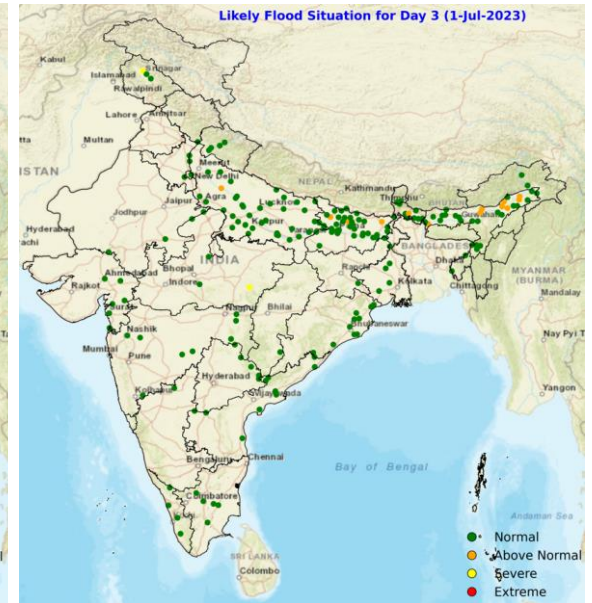 Likely Flood Situation for Day 3 (1-Jul-2023)
Kabul
Srinagar
Islamabad
Rawalpindi
Lahore
Amritsar
Multan
ISTAN
Meerut
New Delhi
NEPAL
Kathmandu
Thimphu
BHUTAN
Jaipur
Agra
Lucknow
Guwahati
Jodhpur
Kanpur
Hyderabad
BANGLADESH
Dhaka
INDIA
Ranchi
MYANMAR
(BURMA)
Ahmedabad
Bhopal
Indore
Kolkata
Chittagong
Mandalay
Rajkot
Surat
Nagpur
Bhilai
Bhubaneswar
Nashik
Nay Pyi T
Mumbai
Pune
Hyderabad
Yangon
Vijayawada
Bengaluru
Chennai
Bay of Bengal
Coimbatore
Andaman Sea
SRI LANKA
Colombo
Normal
Above Normal
Severe
Extreme